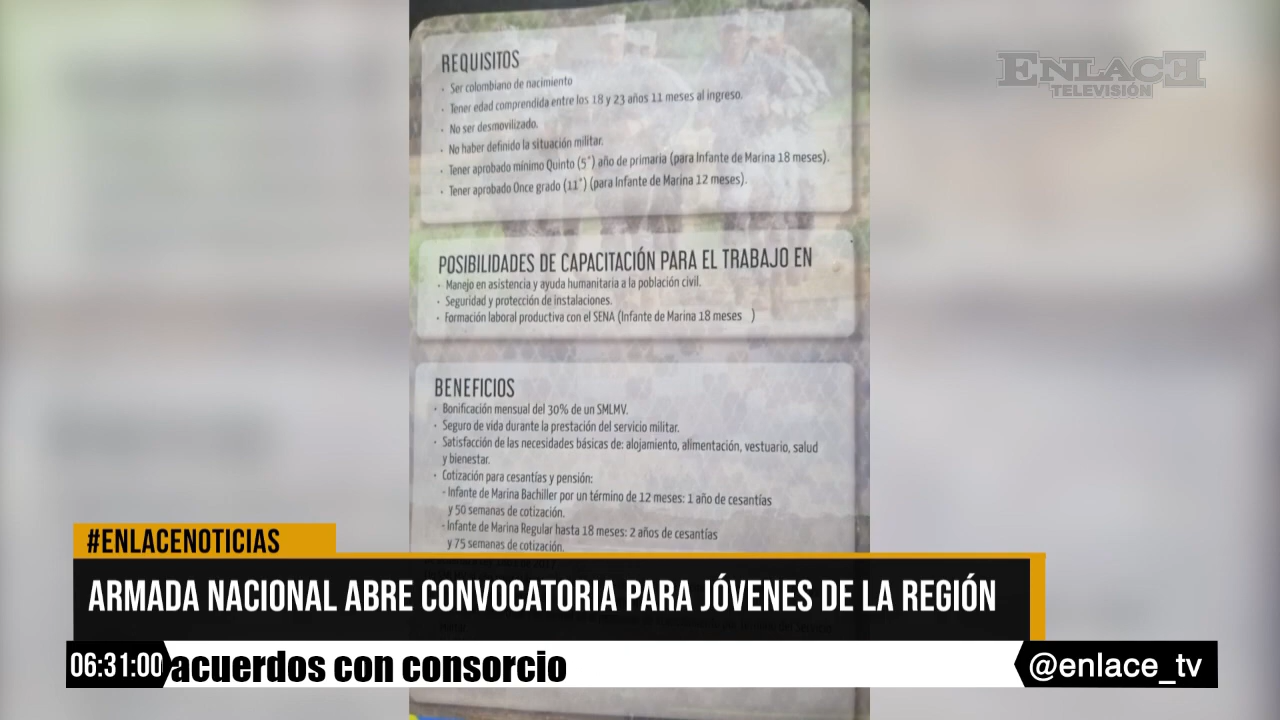 ENLACE
TELEVISIÓN
REQUISITOS
· Ser colombiano de nacimiento
· Tener edad comprendida entre los 18 y 23 años 11 meses al ingreso.
· No ser desmovilizado.
· No haber definido la situación militar.
· Tener aprobado mínimo Quinto (5°) año de primaria (para Infante de Marina 18 meses).
· Tener aprobado Once grado (11°) (para Infante de Marina 12 meses).
POSIBILIDADES DE CAPACITACIÓN PARA EL TRABAJO EN
· Manejo en asistencia y ayuda humanitaria a la población civil.
· Seguridad y protección de instalaciones.
· Formación laboral productiva con el SENA (Infante de Marina 18 meses )
BENEFICIOS
· Bonificación mensual del 30% de un SMLMV.
· Seguro de vida durante la prestación del servicio militar.
· Satisfacción de las necesidades básicas de: alojamiento, alimentación, vestuario, salud
y bienestar.
· Cotización para cesantías y pensión:
- Infante de Marina Bachiller por un término de 12 meses: 1 año de cesantías
y 50 semanas de cotización.
- Infante de Marina Regular hasta 18 meses: 2 años de cesantías
y 75 semanas de cotización.
#ENLACENOTICIAS
ARMADA NACIONAL ABRE CONVOCATORIA PARA JÓVENES DE LA REGIÓN
06:31:00 acuerdos con consorcio @enlace_tv